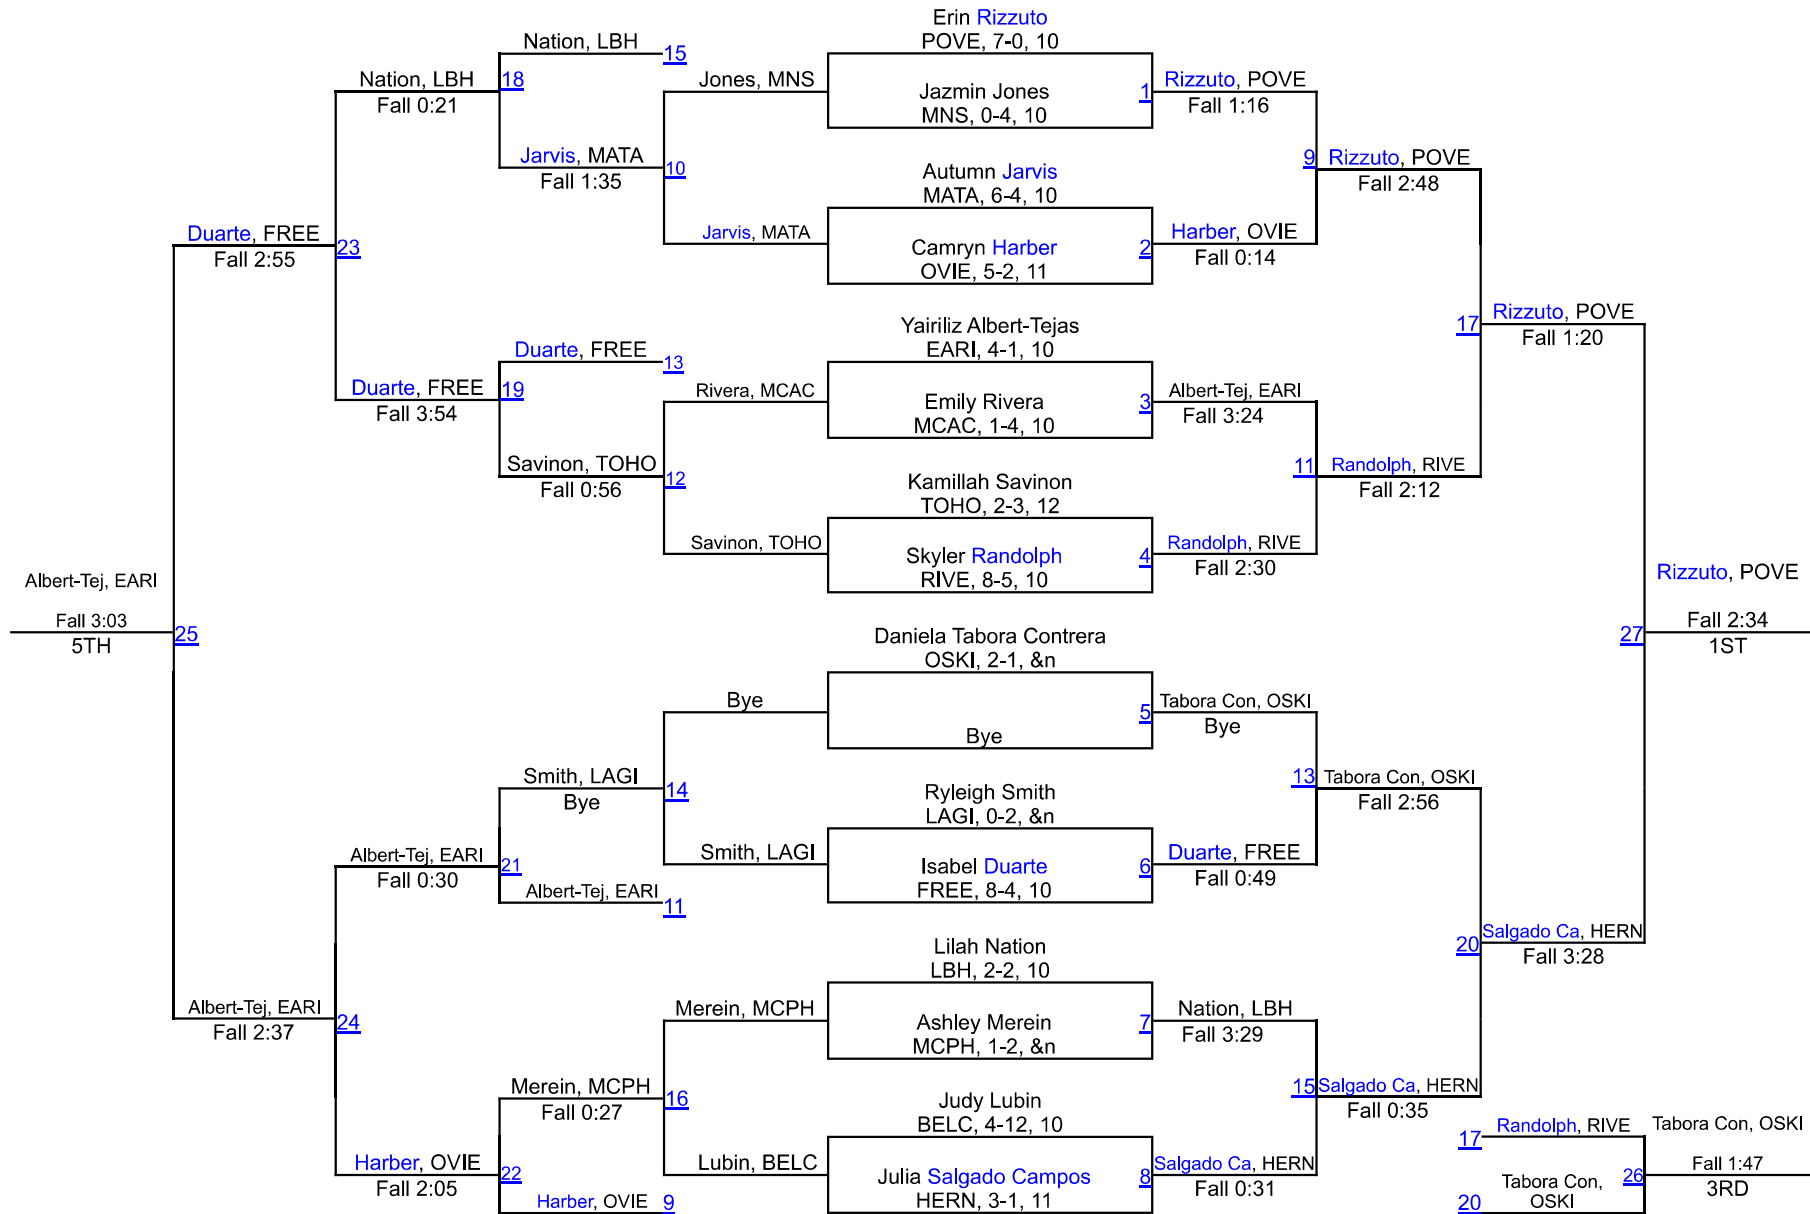 Erin Rizzuto
POVE, 7-0, 10
Nation, LBH
15
Nation, LBH
18
Fall 0:21
Jones, MNS
Jazmin Jones
MNS, 0-4, 10
1
Rizzuto, POVE
Fall 1:16
Jarvis, MATA
10
Fall 1:35
Autumn Jarvis
MATA, 6-4, 10
9
Rizzuto, POVE
Fall 2:48
Duarte, FREE
23
Fall 2:55
Jarvis, MATA
Camryn Harber
OVIE, 5-2, 11
2
Harber, OVIE
Fall 0:14
Yairiliz Albert-Tejas
EARI, 4-1, 10
17
Rizzuto, POVE
Fall 1:20
Duarte, FREE
13
Duarte, FREE
19
Fall 3:54
Rivera, MCAC
Emily Rivera
MCAC, 1-4, 10
3
Albert-Tej, EARI
Fall 3:24
Savinon, TOHO
12
Fall 0:56
Kamillah Savinon
TOHO, 2-3, 12
11
Randolph, RIVE
Fall 2:12
Savinon, TOHO
Skyler Randolph
RIVE, 8-5, 10
4
Randolph, RIVE
Fall 2:30
Albert-Tej, EARI
Fall 3:03
5TH
25
Rizzuto, POVE
27
Fall 2:34
1ST
Daniela Tabora Contrera
OSKI, 2-1, &n
Bye
Bye
5
Tabora Con, OSKI
Bye
Smith, LAGI
14
Bye
Ryleigh Smith
LAGI, 0-2, &n
13
Tabora Con, OSKI
Fall 2:56
Albert-Tej, EARI
21
Fall 0:30
Smith, LAGI
Isabel Duarte
FREE, 8-4, 10
6
Duarte, FREE
Fall 0:49
Albert-Tej, EARI
11
Lilah Nation
LBH, 2-2, 10
20
Salgado Ca, HERN
Fall 3:28
Albert-Tej, EARI
24
Fall 2:37
Merein, MCPH
Ashley Merein
MCPH, 1-2, &n
7
Nation, LBH
Fall 3:29
Merein, MCPH
16
Fall 0:27
Judy Lubin
BELC, 4-12, 10
15
Salgado Ca, HERN
Fall 0:35
Harber, OVIE
22
Fall 2:05
Lubin, BELC
Julia Salgado Campos
HERN, 3-1, 11
8
Salgado Ca, HERN
Fall 0:31
Harber, OVIE
9
17
Randolph, RIVE
Tabora Con, OSKI
20
Tabora Con,
OSKI
26
Fall 1:47
3RD